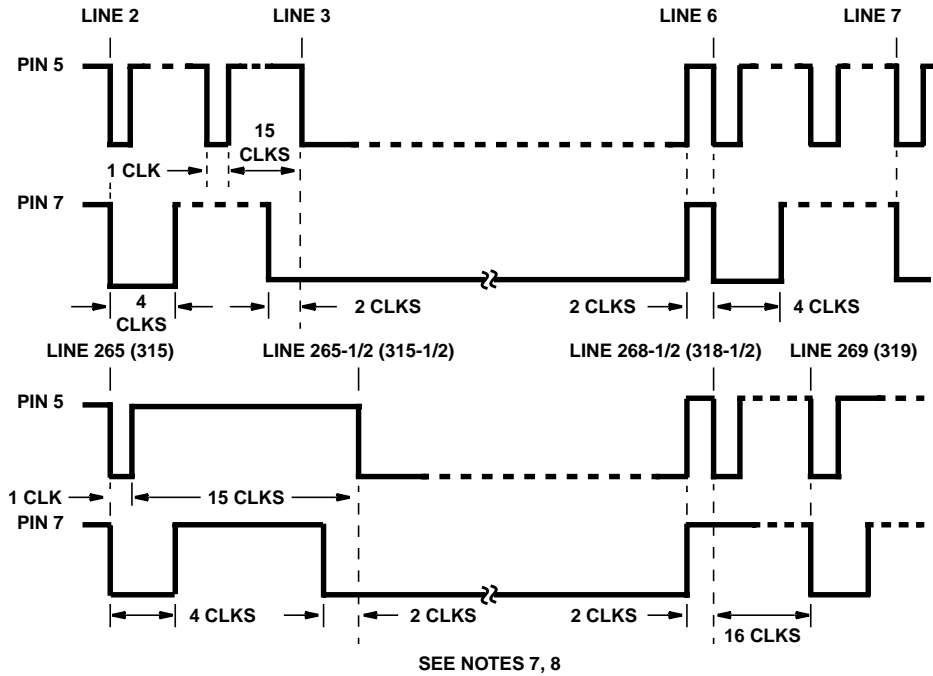 LINE 2 LINE 3 LINE 6 LINE 7
PIN 5
15
CLKS
1 CLK
PIN 7
4
CLKS
2 CLKS 2 CLKS 4 CLKS
LINE 265 (315) LINE 265-1/2 (315-1/2) LINE 268-1/2 (318-1/2) LINE 269 (319)
PIN 5
1 CLK 15 CLKS
PIN 7
4 CLKS 2 CLKS 2 CLKS
16 CLKS
SEE NOTES 7, 8